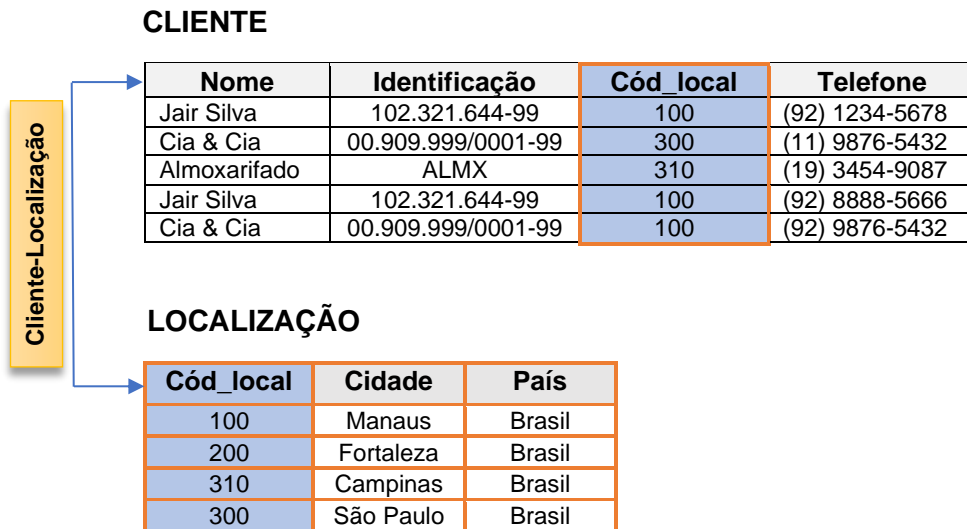 CLIENTE
Nome Identificação Cód_local Telefone
Jair Silva 102.321.644-99 100 (92) 1234-5678
Cia & Cia 00.909.999/0001-99 300 (11) 9876-5432
Almoxarifado ALMX 310 (19) 3454-9087
Jair Silva 102.321.644-99 100 (92) 8888-5666
Cia & Cia 00.909.999/0001-99 100 (92) 9876-5432
Cliente-Localização
LOCALIZAÇÃO
Cód_local Cidade País
100 Manaus Brasil
200 Fortaleza Brasil
310 Campinas Brasil
300 São Paulo Brasil